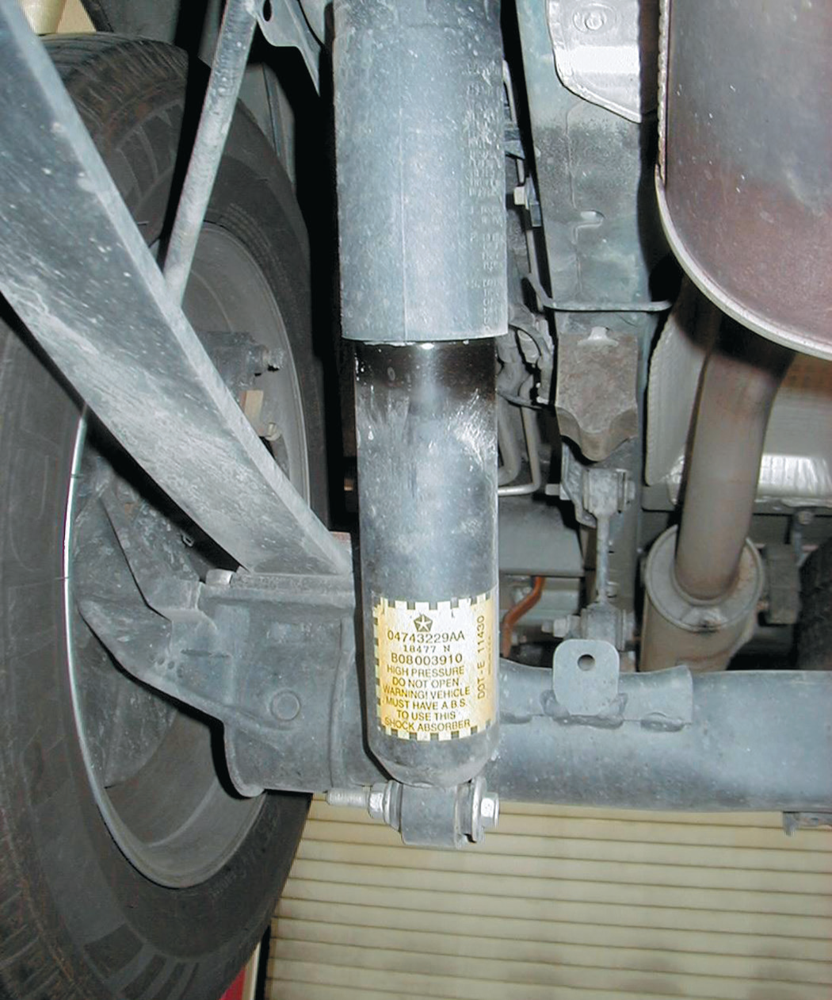 04743229AA
18477 N
B08003910
HIGH PRESSURE
DO NOT OPEN.
WARNING! VEHICLE
MUST HAVE A.B.S.
TO USE THIS
SHOCK ABSORBER
DOT-E 11430